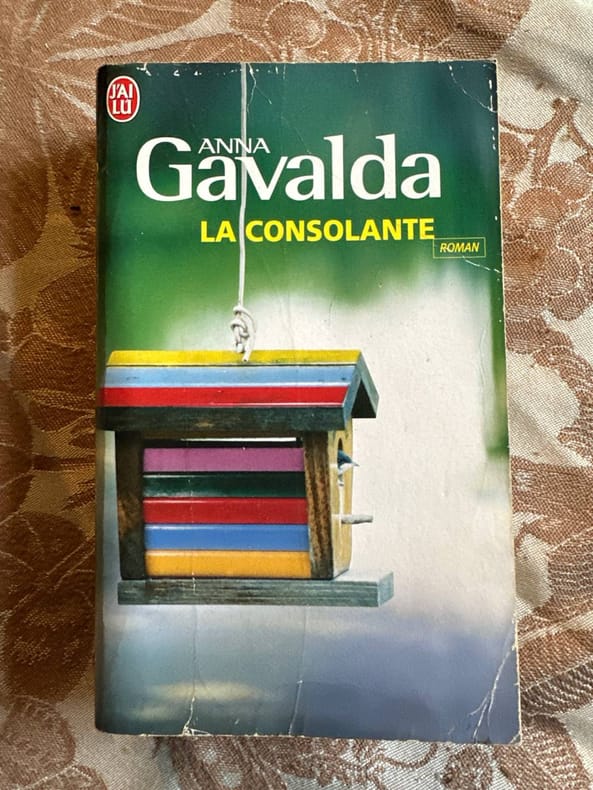 J'AI
LU
ANNA
Gavalda
LA CONSOLANTE
ROMAN